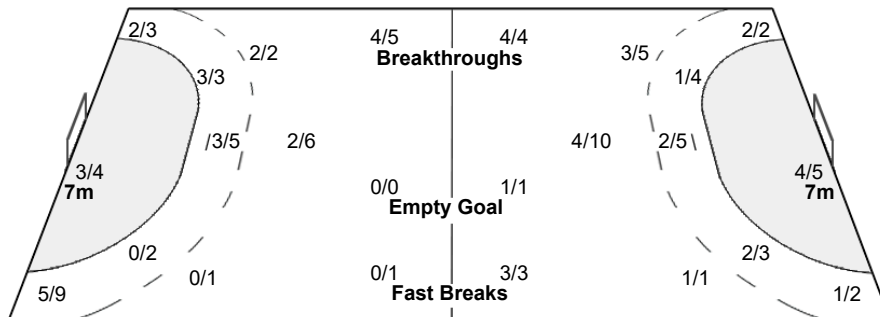 2/3 4/5 4/4 2/2
2/2 Breakthroughs 3/5
3/3 1/4
3/5 2/6 4/10 2/5
3/4 4/5
7m 0/0 1/1 7m
Empty Goal
0/2 2/3
0/1 0/1 3/3 1/1
5/9 Fast Breaks 1/2